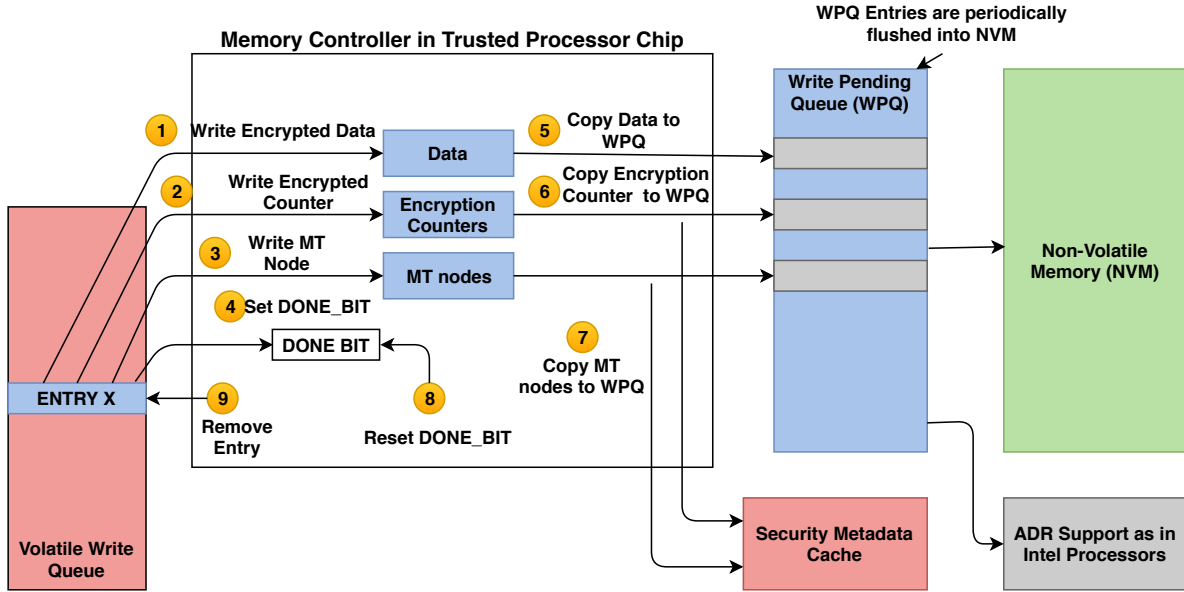 WPQ Entries are periodically
flushed into NVM
Memory Controller in Trusted Processor Chip
Write Pending
Queue (WPQ)
1
Write Encrypted Data
Data
5
Copy Data to
WPQ
2
Write Encrypted
Counter
Encryption
Counters
6
Copy Encryption
Counter to WPQ
3
Write MT
Node
MT nodes
Non-Volatile
Memory (NVM)
4
Set DONE_BIT
DONE BIT
7
Copy MT
nodes to WPQ
ENTRY X
9
Remove
Entry
8
Reset DONE_BIT
Volatile Write
Queue
Security Metadata
Cache
ADR Support as in
Intel Processors